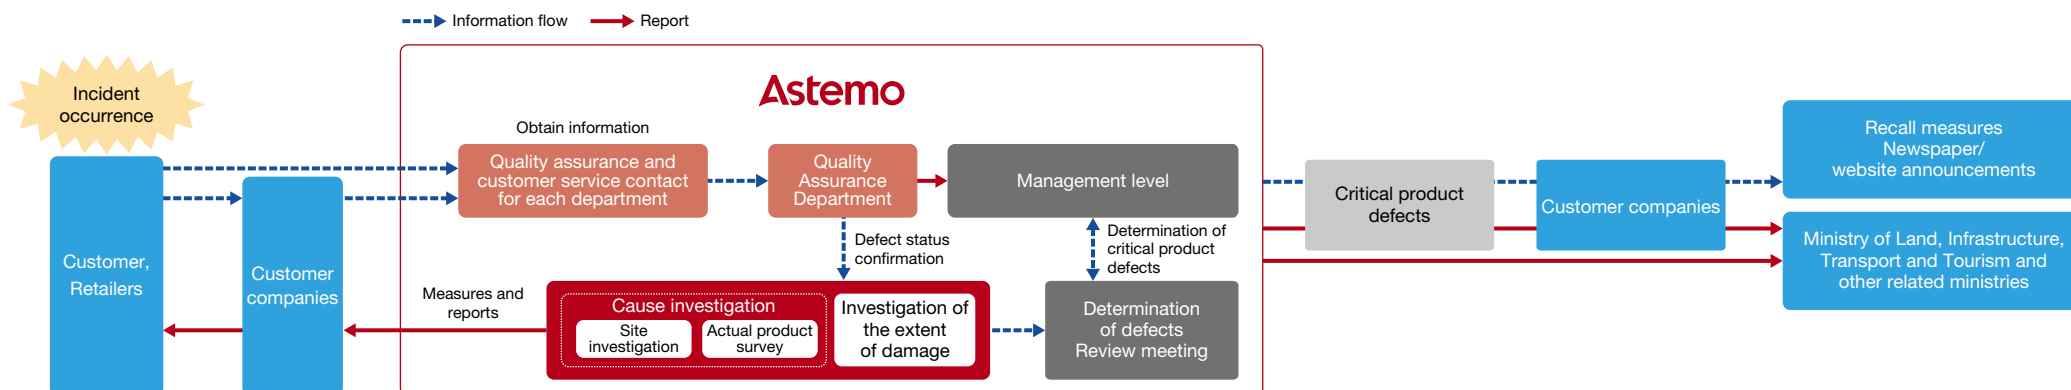 Information flow
Report
Incident
occurrence
Astemo
Obtain information
Quality assurance and
customer service contact
for each department
Quality
Assurance
Department
Management level
Critical product
defects
Customer companies
Recall measures
Newspaper/
website announcements
Customer,
Retailers
Customer
companies
Defect status
confirmation
Determination of
critical product
defects
Ministry of Land, Infrastructure,
Transport and Tourism and
other related ministries
Measures and
reports
Cause investigation
Site
investigation
Actual product
survey
Investigation of
the extent
of damage
Determination
of defects
Review meeting